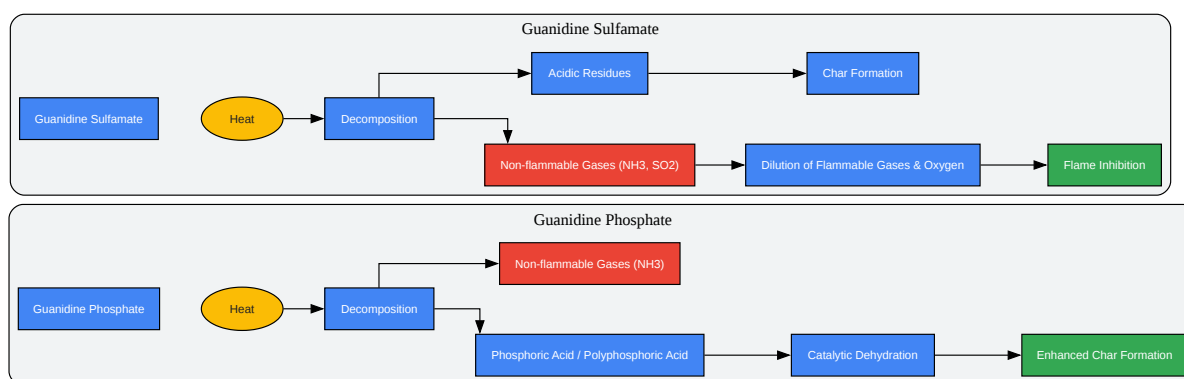 Guanidine Sulfamate
Acidic Residues
Char Formation
Guanidine Sulfamate
Heat
Decomposition
Non-flammable Gases (NH3, SO2)
Dilution of Flammable Gases & Oxygen
Flame Inhibition
Guanidine Phosphate
Non-flammable Gases (NH3)
Guanidine Phosphate
Heat
Decomposition
Phosphoric Acid / Polyphosphoric Acid
Catalytic Dehydration
Enhanced Char Formation